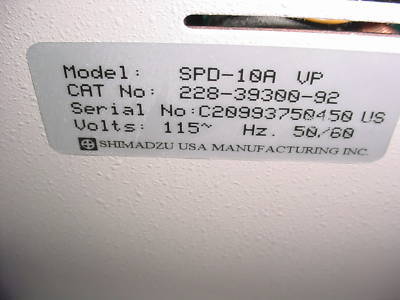 Model: SPD-10A VP
CAT No: 228-39300-92
Serial No:C20993750450 US
Volts: 115~ Hz. 50/60
SHIMADZU USA MANUFACTURING INC.